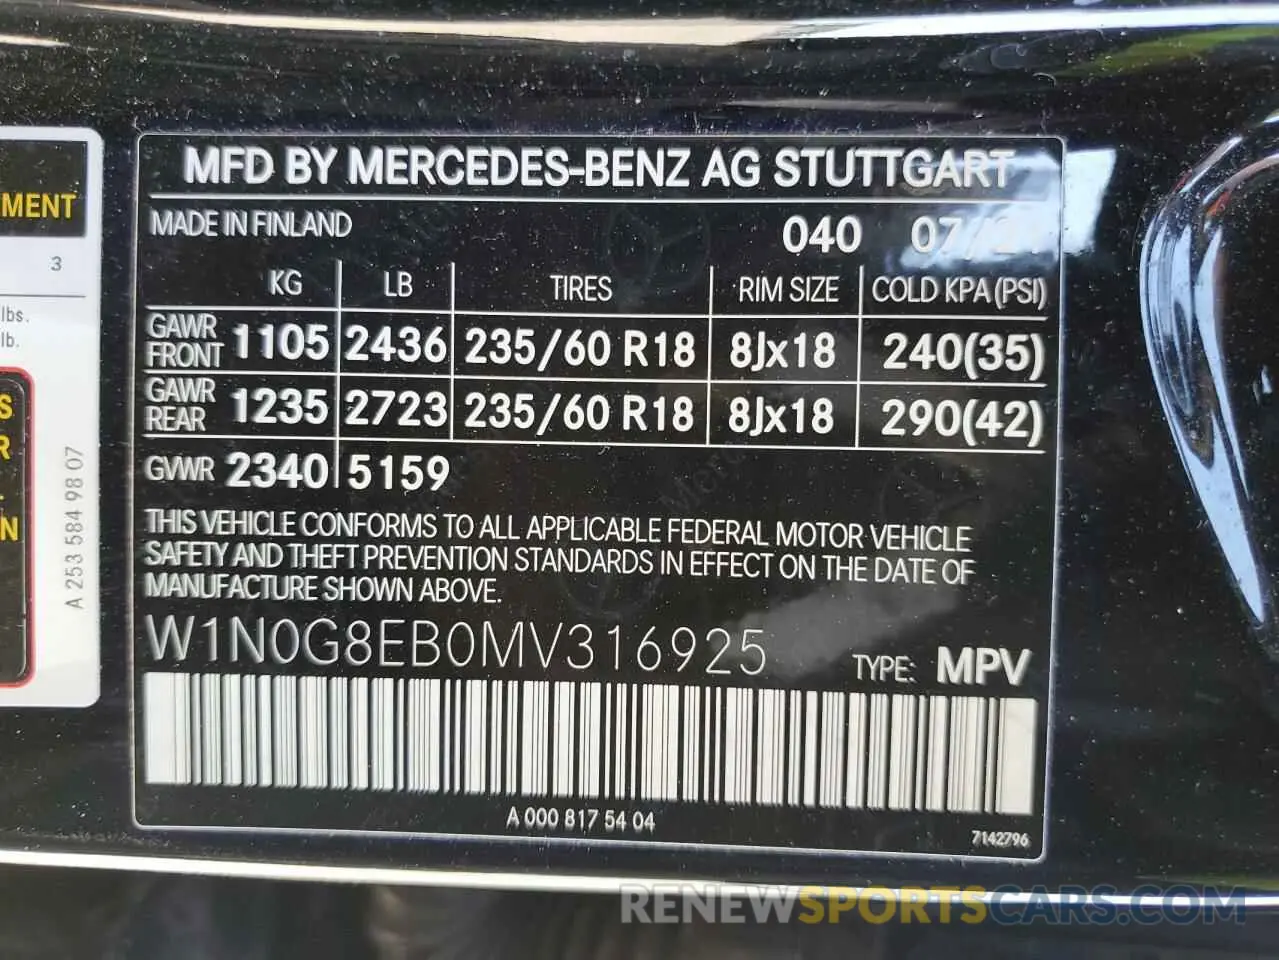 MFD BY MERCEDES-BENZ AG STUTTGART
MADE IN FINLAND 040
KG LB TIRES RIM SIZE COLD KPA (PSI)
GAWR FRONT 1105 2436 235/60 R18 8Jx18 240(35)
GAWR REAR 1235 2723 235/60 R18 8Jx18 290(42)
GVWR 2340 5159
THIS VEHICLE CONFORMS TO ALL APPLICABLE FEDERAL MOTOR VEHICLE
SAFETY AND THEFT PREVENTION STANDARDS IN EFFECT ON THE DATE OF
MANUFACTURE SHOWN ABOVE.
W1N0G8EB0MV316925 TYPE: MPV
A 000 817 54 04
7142796
MENT
3
lbs.
lb.
S
R
N
A 253 584 98 07
RENEWSPORTSCARS.COM